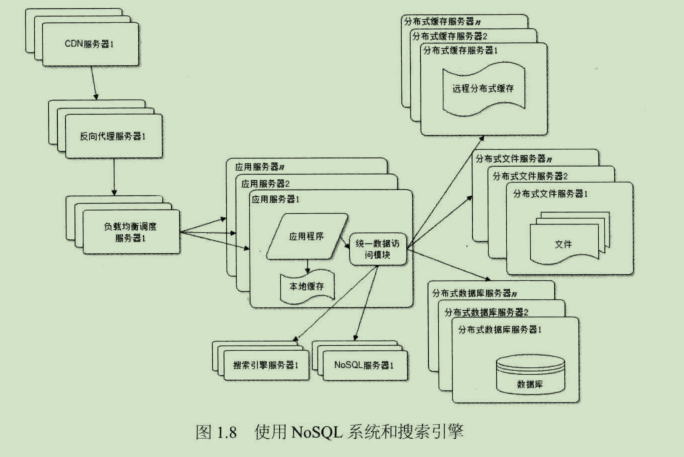 CDN服务器1
反向代理服务器1
负载均衡调度
服务器1
应用服务器n
应用服务器2
应用服务器1
应用程序
本地缓存
统一数据访
问模块
分布式缓存服务器n
分布式缓存服务器2
分布式缓存服务器1
远程分布式缓存
分布式文件服务器n
分布式文件服务器2
分布式文件服务器1
文件
分布式数据库服务器n
分布式数据库服务器2
分布式数据库服务器1
数据库
搜索引擎服务器1
NoSQL服务器1
图 1.8 使用 NoSQL 系统和搜索引擎